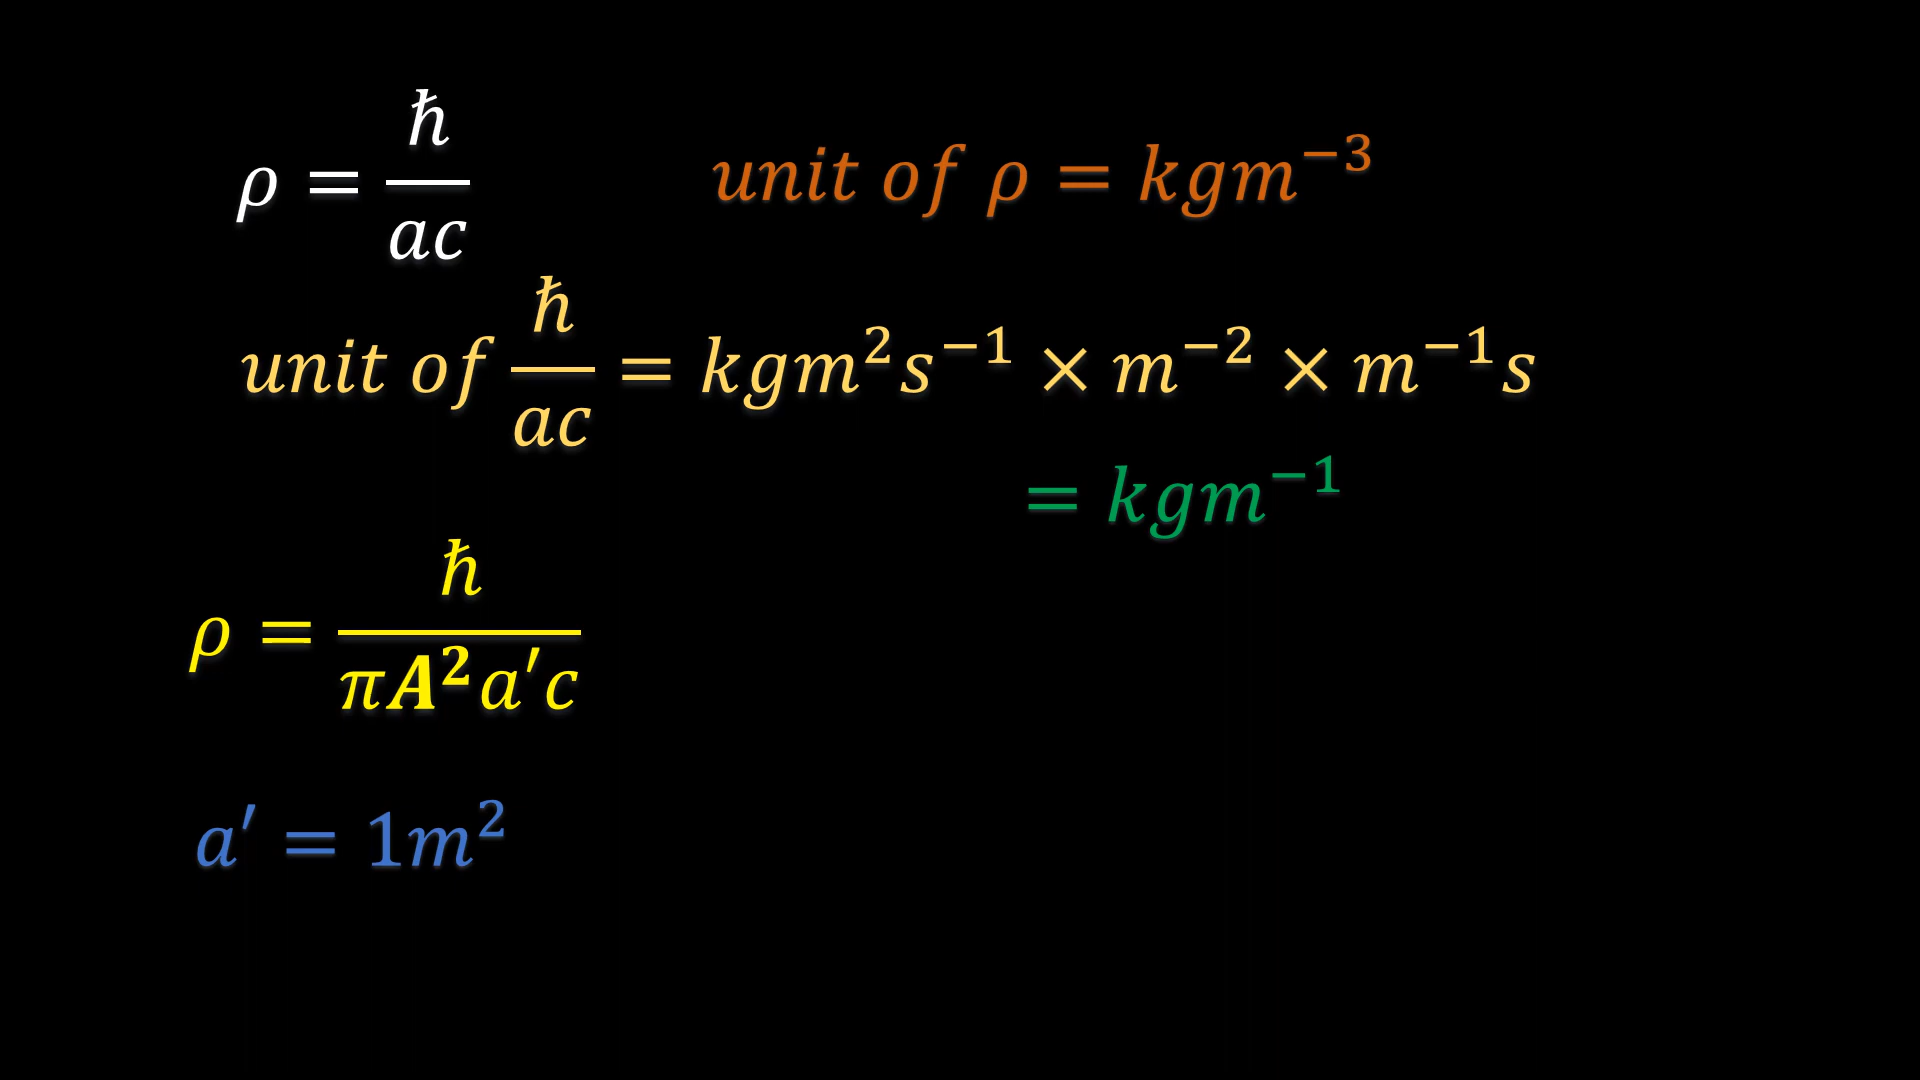 ρ = ħ/ac
unit of ρ = kgm⁻³
unit of ħ/ac = kgm²s⁻¹ × m⁻² × m⁻¹s
= kgm⁻¹
ρ = ħ/πA²a′c
a′ = 1m²